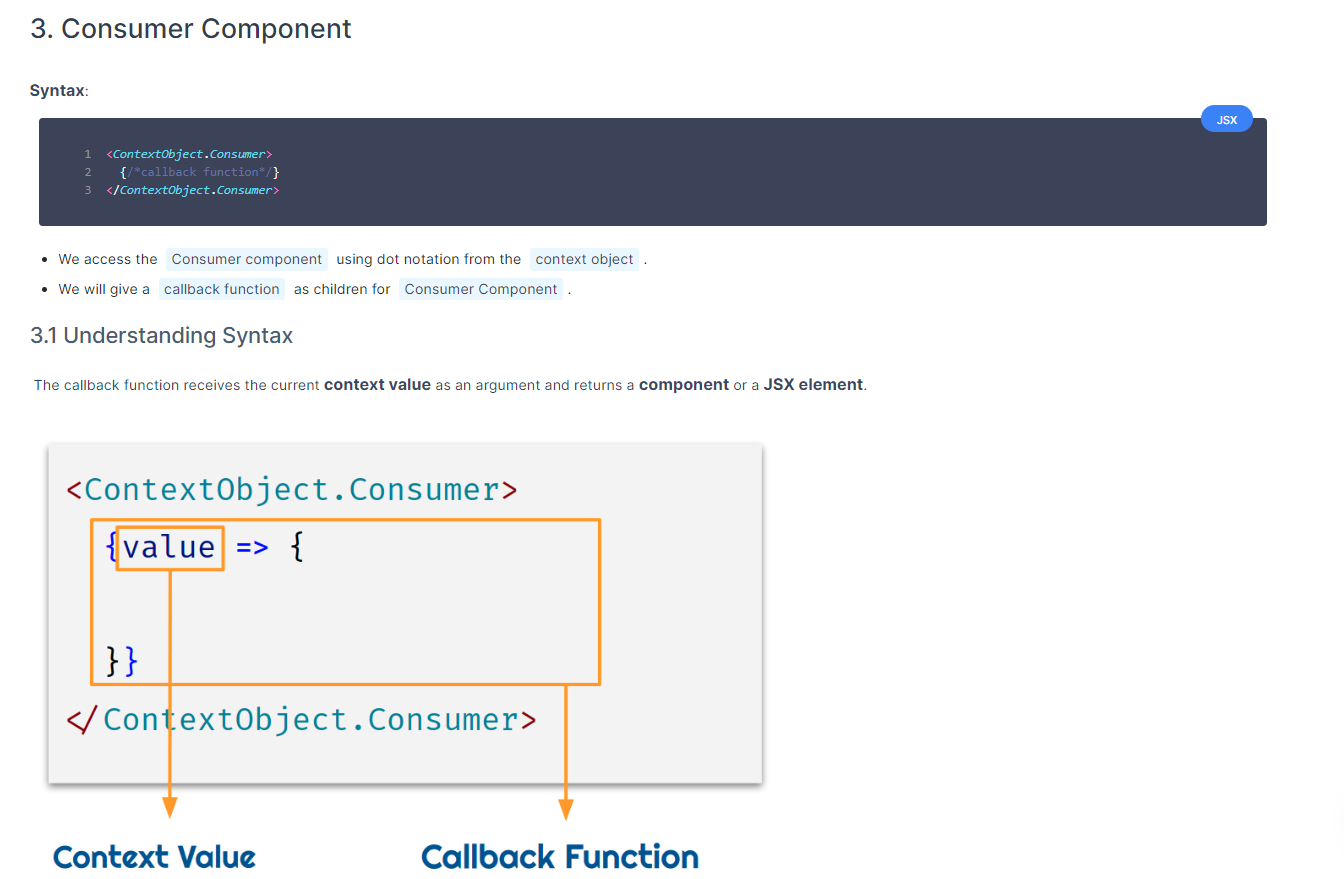 3. Consumer Component
Syntax:
JSX
1 <ContextObject.Consumer>
2 {/*callback function*/}
3 </ContextObject.Consumer>
We access the Consumer component using dot notation from the context object .
We will give a callback function as children for Consumer Component .
3.1 Understanding Syntax
The callback function receives the current context value as an argument and returns a component or a JSX element.
<ContextObject.Consumer>
{value => {
}}
</ContextObject.Consumer>
Context Value
Callback Function